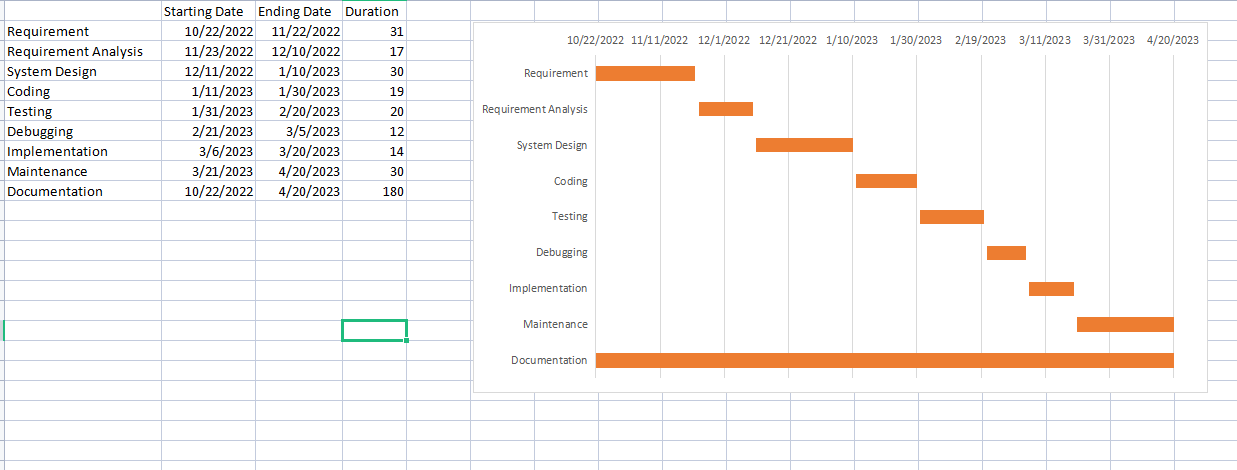 Starting Date Ending Date Duration
Requirement 10/22/2022 11/22/2022 31
Requirement Analysis 11/23/2022 12/10/2022 17
System Design 12/11/2022 1/10/2023 30
Coding 1/11/2023 1/30/2023 19
Testing 1/31/2023 2/20/2023 20
Debugging 2/21/2023 3/5/2023 12
Implementation 3/6/2023 3/20/2023 14
Maintenance 3/21/2023 4/20/2023 30
Documentation 10/22/2022 4/20/2023 180
10/22/2022 11/11/2022 12/1/2022 12/21/2022 1/10/2023 1/30/2023 2/19/2023 3/11/2023 3/31/2023 4/20/2023
Requirement
Requirement Analysis
System Design
Coding
Testing
Debugging
Implementation
Maintenance
Documentation